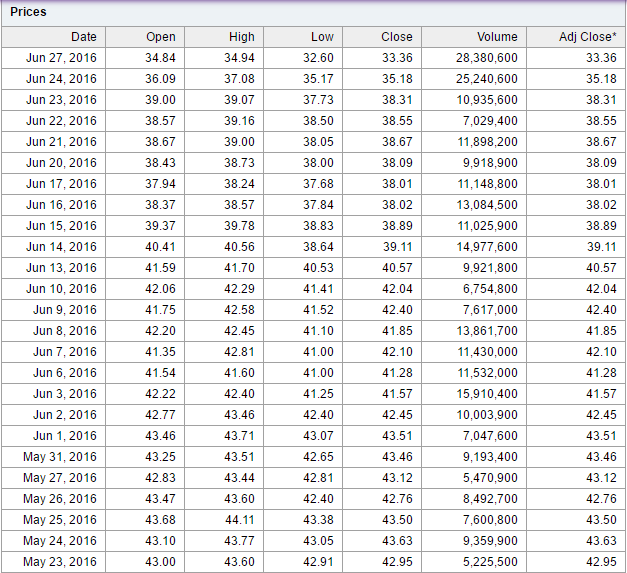 Prices
Date Open High Low Close Volume Adj Close*
Jun 27, 2016 34.84 34.94 32.60 33.36 28,380,600 33.36
Jun 24, 2016 36.09 37.08 35.17 35.18 25,240,600 35.18
Jun 23, 2016 39.00 39.07 37.73 38.31 10,935,600 38.31
Jun 22, 2016 38.57 39.16 38.50 38.55 7,029,400 38.55
Jun 21, 2016 38.67 39.00 38.05 38.67 11,898,200 38.67
Jun 20, 2016 38.43 38.73 38.00 38.09 9,918,900 38.09
Jun 17, 2016 37.94 38.24 37.68 38.01 11,148,800 38.01
Jun 16, 2016 38.37 38.57 37.84 38.02 13,084,500 38.02
Jun 15, 2016 39.37 39.78 38.83 38.89 11,025,900 38.89
Jun 14, 2016 40.41 40.56 38.64 39.11 14,977,600 39.11
Jun 13, 2016 41.59 41.70 40.53 40.57 9,921,800 40.57
Jun 10, 2016 42.06 42.29 41.41 42.04 6,754,800 42.04
Jun 9, 2016 41.75 42.58 41.52 42.40 7,617,000 42.40
Jun 8, 2016 42.20 42.45 41.10 41.85 13,861,700 41.85
Jun 7, 2016 41.35 42.81 41.00 42.10 11,430,000 42.10
Jun 6, 2016 41.54 41.60 41.00 41.28 11,532,000 41.28
Jun 3, 2016 42.22 42.40 41.25 41.57 15,910,400 41.57
Jun 2, 2016 42.77 43.46 42.40 42.45 10,003,900 42.45
Jun 1, 2016 43.46 43.71 43.07 43.51 7,047,600 43.51
May 31, 2016 43.25 43.51 42.65 43.46 9,193,400 43.46
May 27, 2016 42.83 43.44 42.81 43.12 5,470,900 43.12
May 26, 2016 43.47 43.60 42.40 42.76 8,492,700 42.76
May 25, 2016 43.68 44.11 43.38 43.50 7,600,800 43.50
May 24, 2016 43.10 43.77 43.05 43.63 9,359,900 43.63
May 23, 2016 43.00 43.60 42.91 42.95 5,225,500 42.95